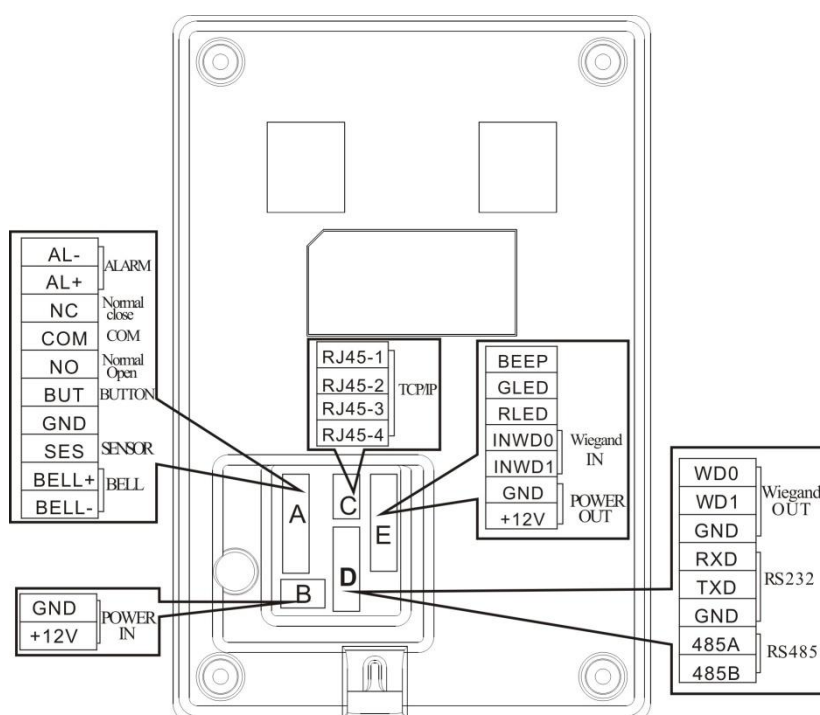 AL-
AL+
ALARM
NC
Normal
close
COM
COM
NO
Normal
Open
BUT
BUTTON
GND
SES
SENSOR
BELL+
BELL-
BELL
GND
+12V
POWER
IN
A
B
C
D
E
RJ45-1
RJ45-2
RJ45-3
RJ45-4
TCP/IP
BEEP
GLED
RLED
INWD0
INWD1
Wiegand
IN
GND
+12V
POWER
OUT
WD0
WD1
GND
Wiegand
OUT
RXD
TXD
GND
RS232
485A
485B
RS485